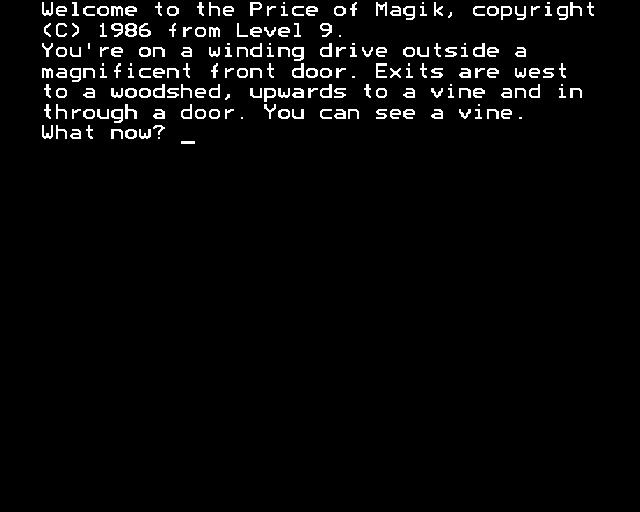 Welcome to the Price of Magik, copyright
(C) 1986 from Level 9.
You're on a winding drive outside a
magnificent front door. Exits are west
to a woodshed, upwards to a vine and in
through a door. You can see a vine.
What now? _